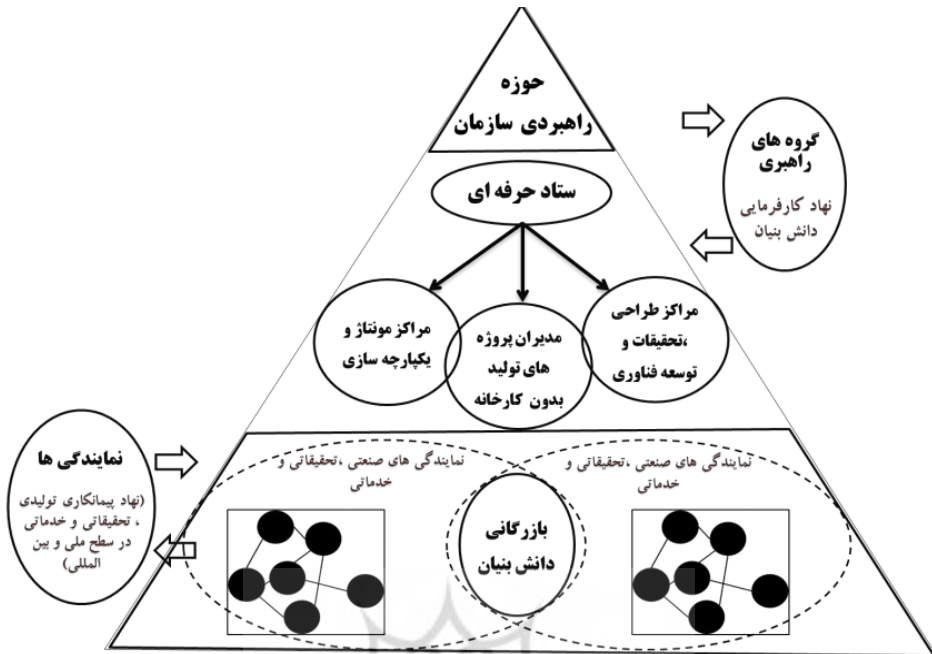 حوزه
راهبردی سازمان
گروه های
راهبری
نهاد کارفرمایی
دانش بنیان
ستاد حرفه ای
مراکز طراحی
،تحقیقات و
توسعه فناوری
مدیران پروژه
های تولید
بدون کارخانه
مراکز مونتاژ و
یکپارچه سازی
نمایندگی ها
(نهاد پیمانکاری تولیدی
، تحقیقاتی و خدماتی
در سطح ملی و بین
المللی)
نمایندگی های صنعتی ،تحقیقاتی و
خدماتی
بازرگانی
دانش بنیان
نمایندگی های صنعتی ،تحقیقاتی و
خدماتی